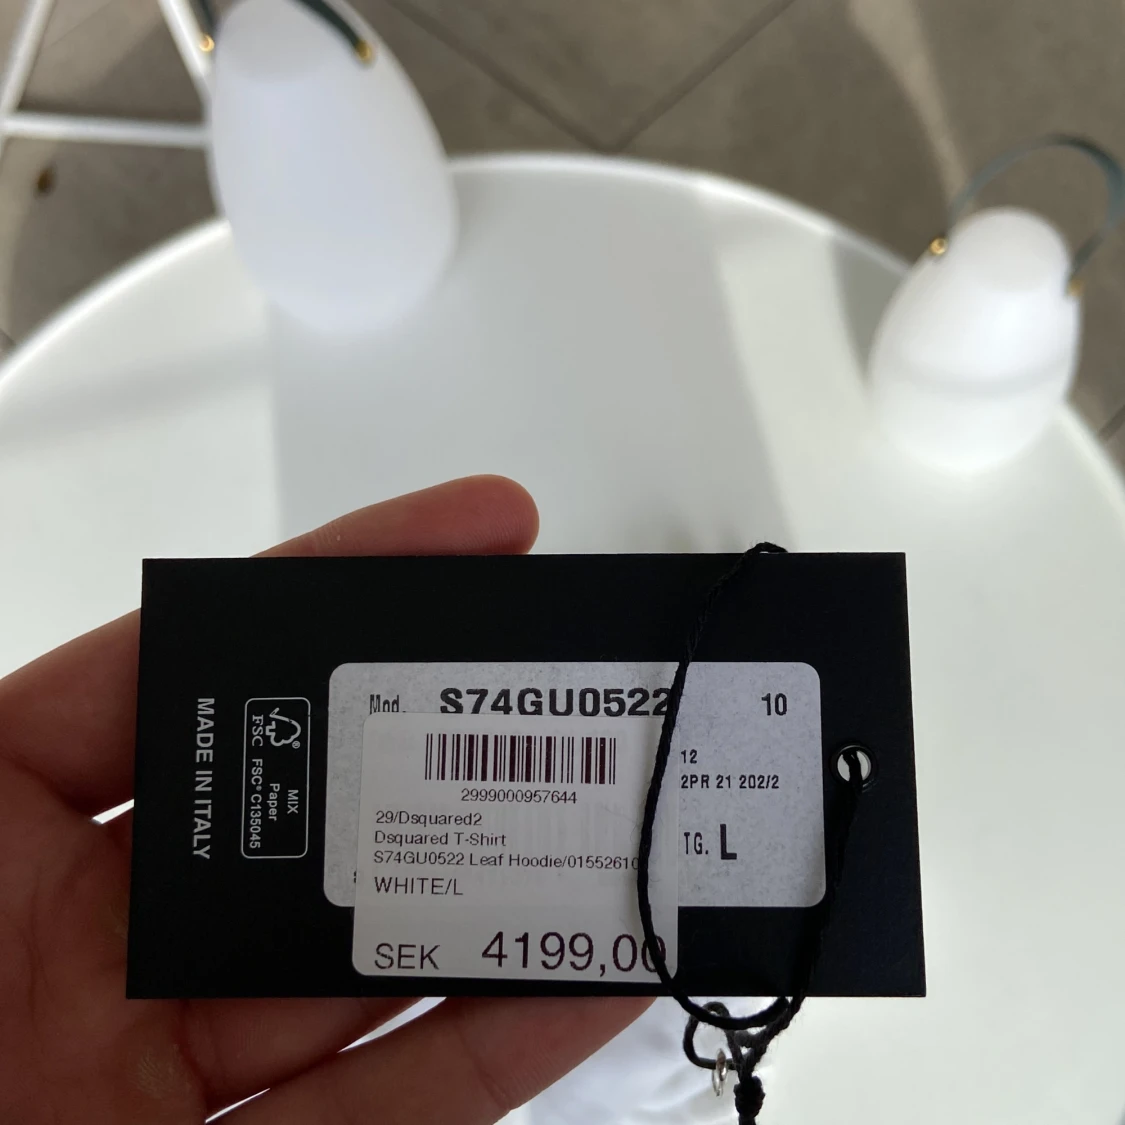 MADE IN ITALY
FSC
MIX
Paper
FSC® C135045
Mod. S74GU0522 10
12
2PR 21 202/2
TG. L
2999000957644
29/Dsquared2
Dsquared T-Shirt
S74GU0522 Leaf Hoodie/01552610
WHITE/L
SEK 4199,00